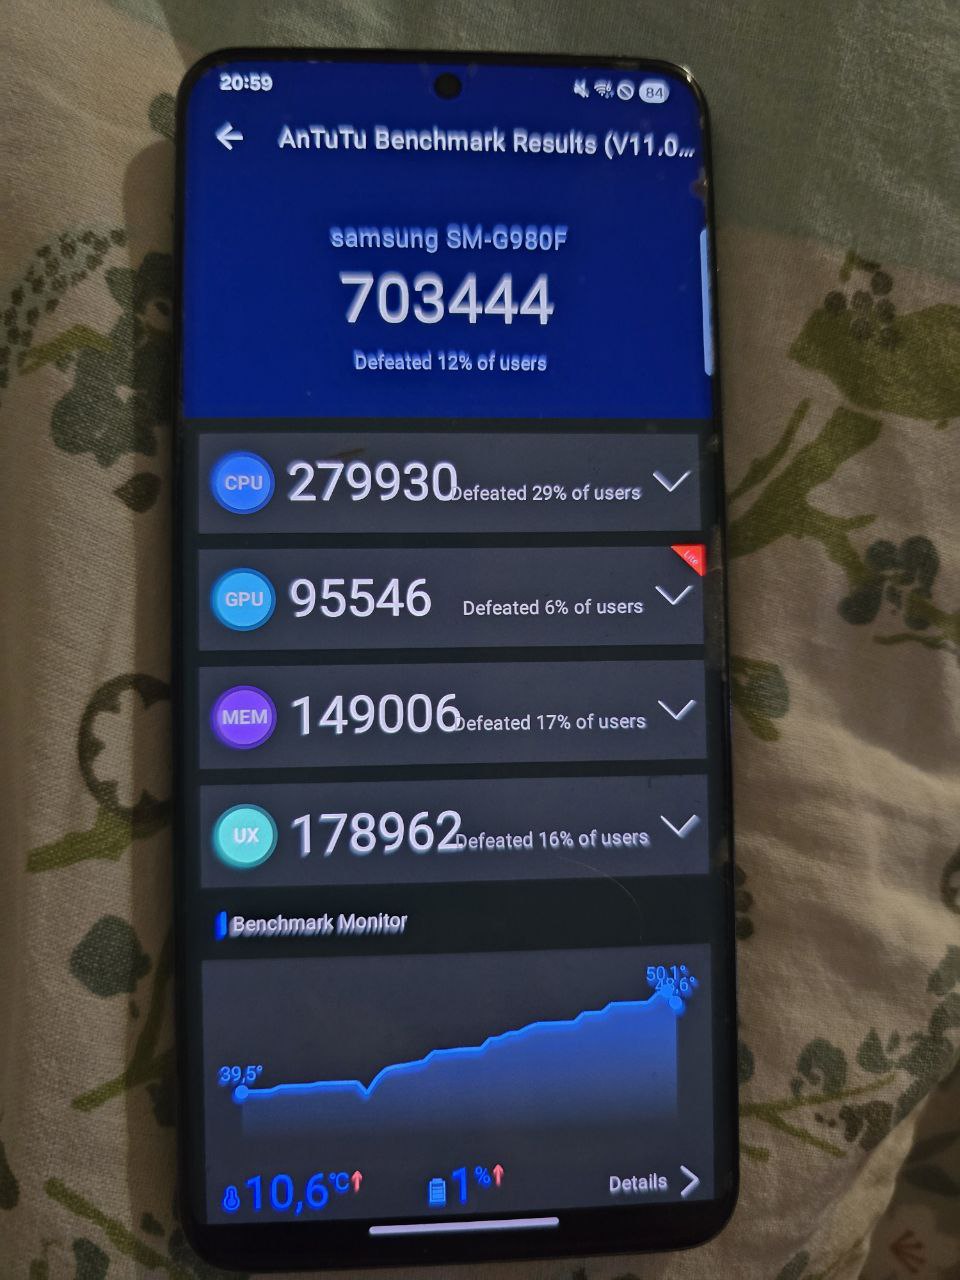 20:59
84
AnTuTu Benchmark Results (V11.0...
samsung SM-G980F
703444
Defeated 12% of users
CPU 279930 Defeated 29% of users
Lite
GPU 95546 Defeated 6% of users
MEM 149006 Defeated 17% of users
UX 178962 Defeated 16% of users
Benchmark Monitor
50,1°
48,6°
39,5°
10,6°C 1% Details